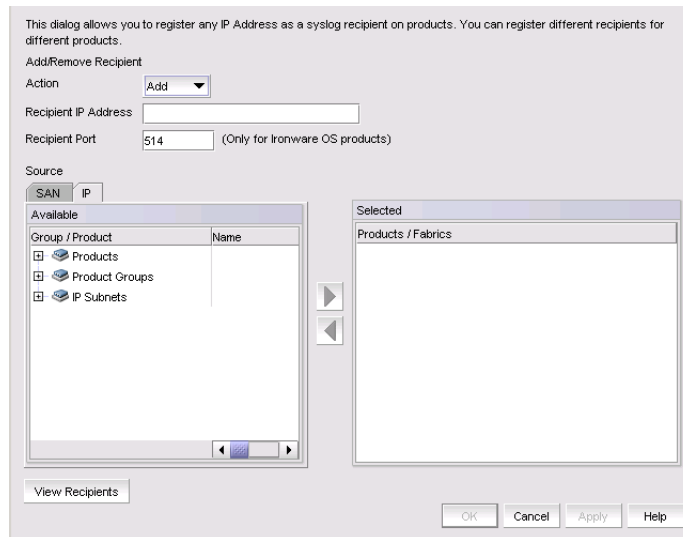 This dialog allows you to register any IP Address as a syslog recipient on products. You can register different recipients for
different products.
Add/Remove Recipient
Action Add
Recipient IP Address
Recipient Port 514 (Only for Ironware OS products)
Source
SAN IP
Available
Group / Product Name
Products
Product Groups
IP Subnets
Selected
Products / Fabrics
View Recipients
OK Cancel Apply Help